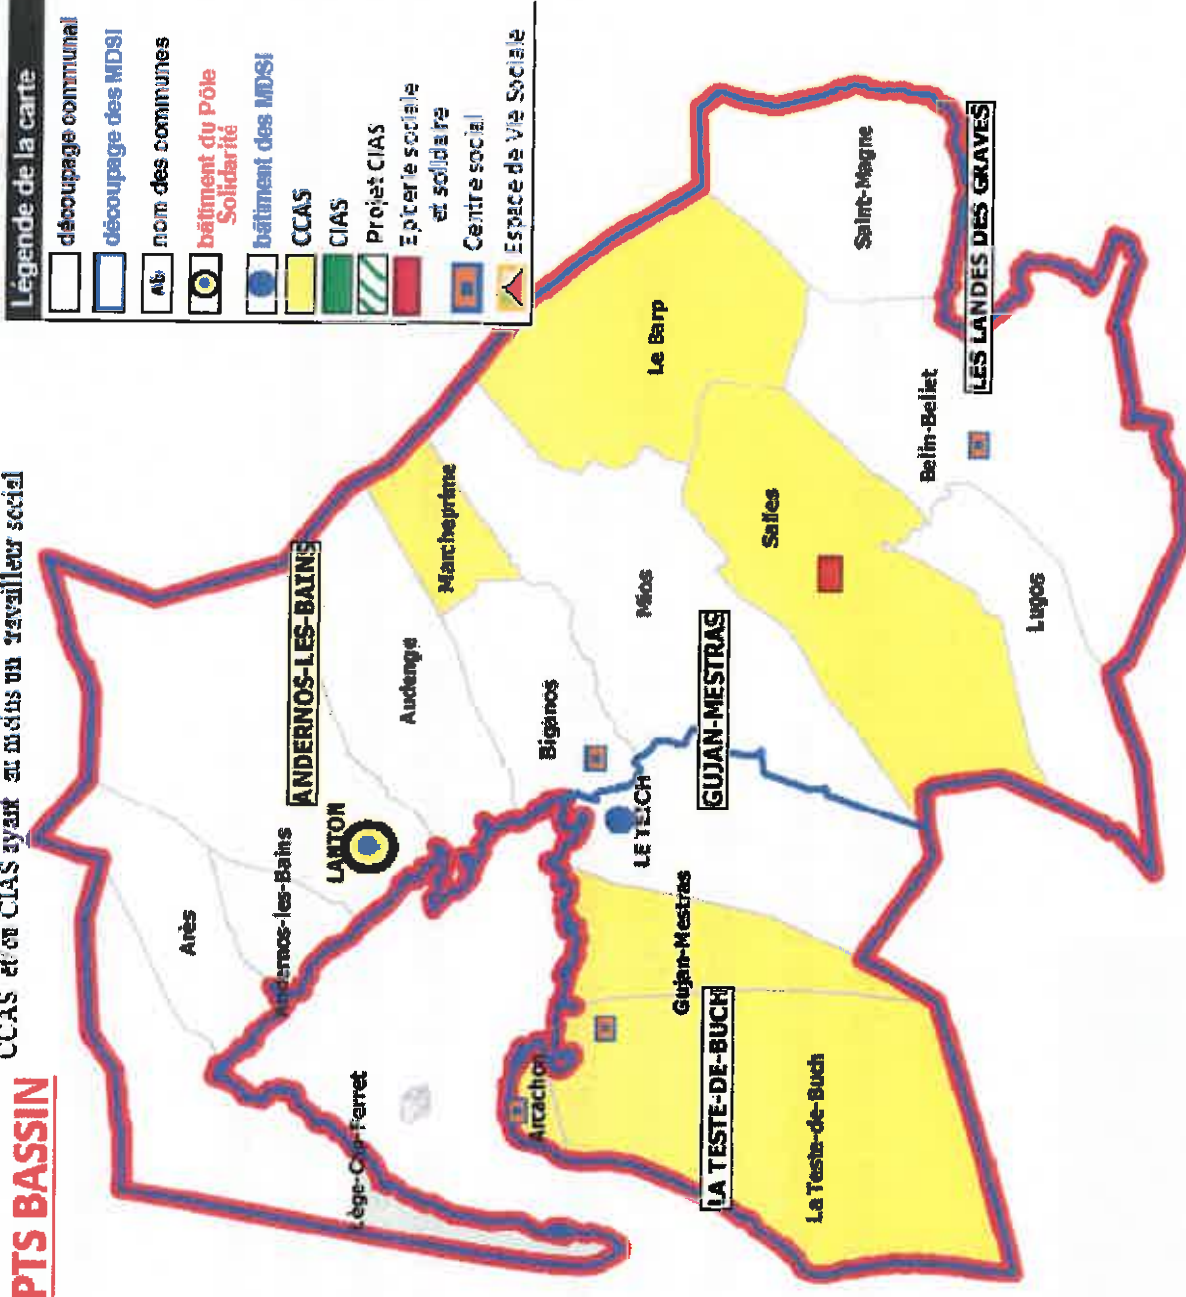 PTS BASSIN
CCAS et/ou CIAS ayant au moins un travailleur social
Légende de la carte
découpage communal
découpage des MDSI
Ab
nom des communes
bâtiment du Pôle
Solidarité
bâtiment des MDSI
CCAS
CIAS
Projet CIAS
Epicerie sociale
et solidaire
Centre social
Espace de Vie Sociale
Lège-Cap-Ferret
Arès
Andernos-les-Bains
LANTON
ANDERNOS-LES-BAINS
Audenge
Marcheprime
Biganos
Mios
LE TEICH
GUJAN-MESTRAS
Gujan-Mestras
Arcachon
LA TESTE-DE-BUCH
La Teste-de-Buch
Le Barp
Salles
Saint-Magne
Belin-Beliet
LES LANDES DES GRAVES
Lugos